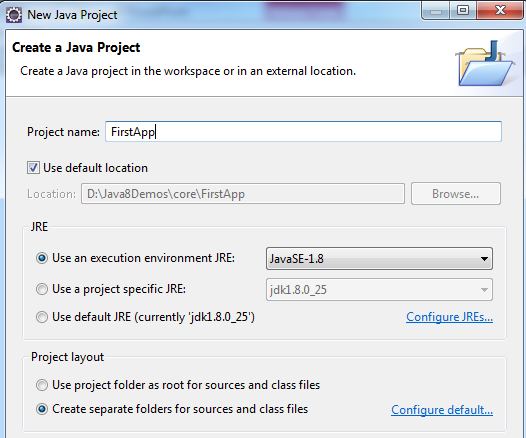 New Java Project
Create a Java Project
Create a Java project in the workspace or in an external location.
Project name: FirstApp
Use default location
Location: D:\Java8Demos\core\FirstApp Browse...
JRE
Use an execution environment JRE: JavaSE-1.8
Use a project specific JRE: jdk1.8.0_25
Use default JRE (currently 'jdk1.8.0_25') Configure JREs...
Project layout
Use project folder as root for sources and class files
Create separate folders for sources and class files Configure default...